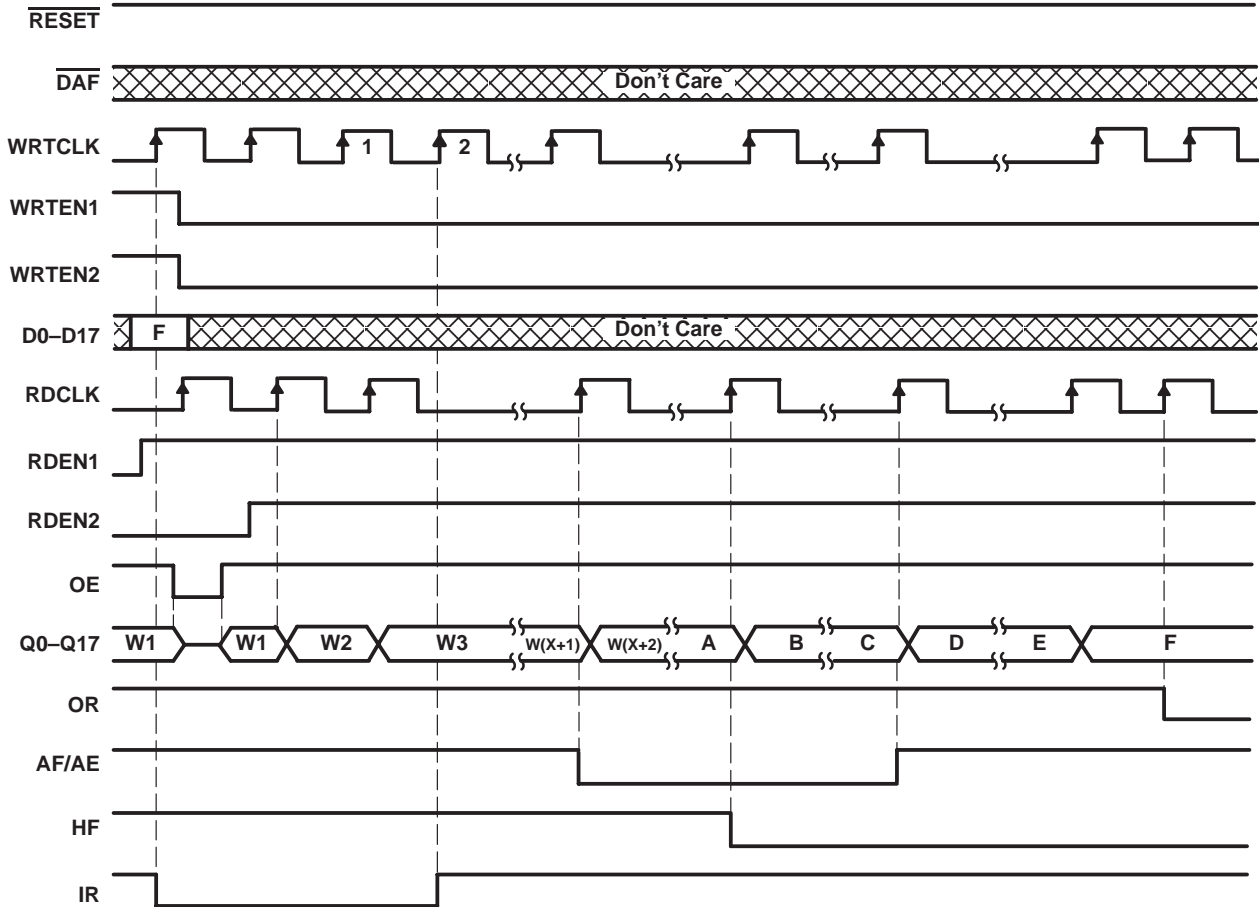 RESET
DAF Don't Care
WRTCLK 1 2
WRTEN1
WRTEN2
D0–D17 F Don't Care
RDCLK
RDEN1
RDEN2
OE
Q0–Q17 W1 W1 W2 W3 W(X+1) W(X+2) A B C D E F
OR
AF/AE
HF
IR